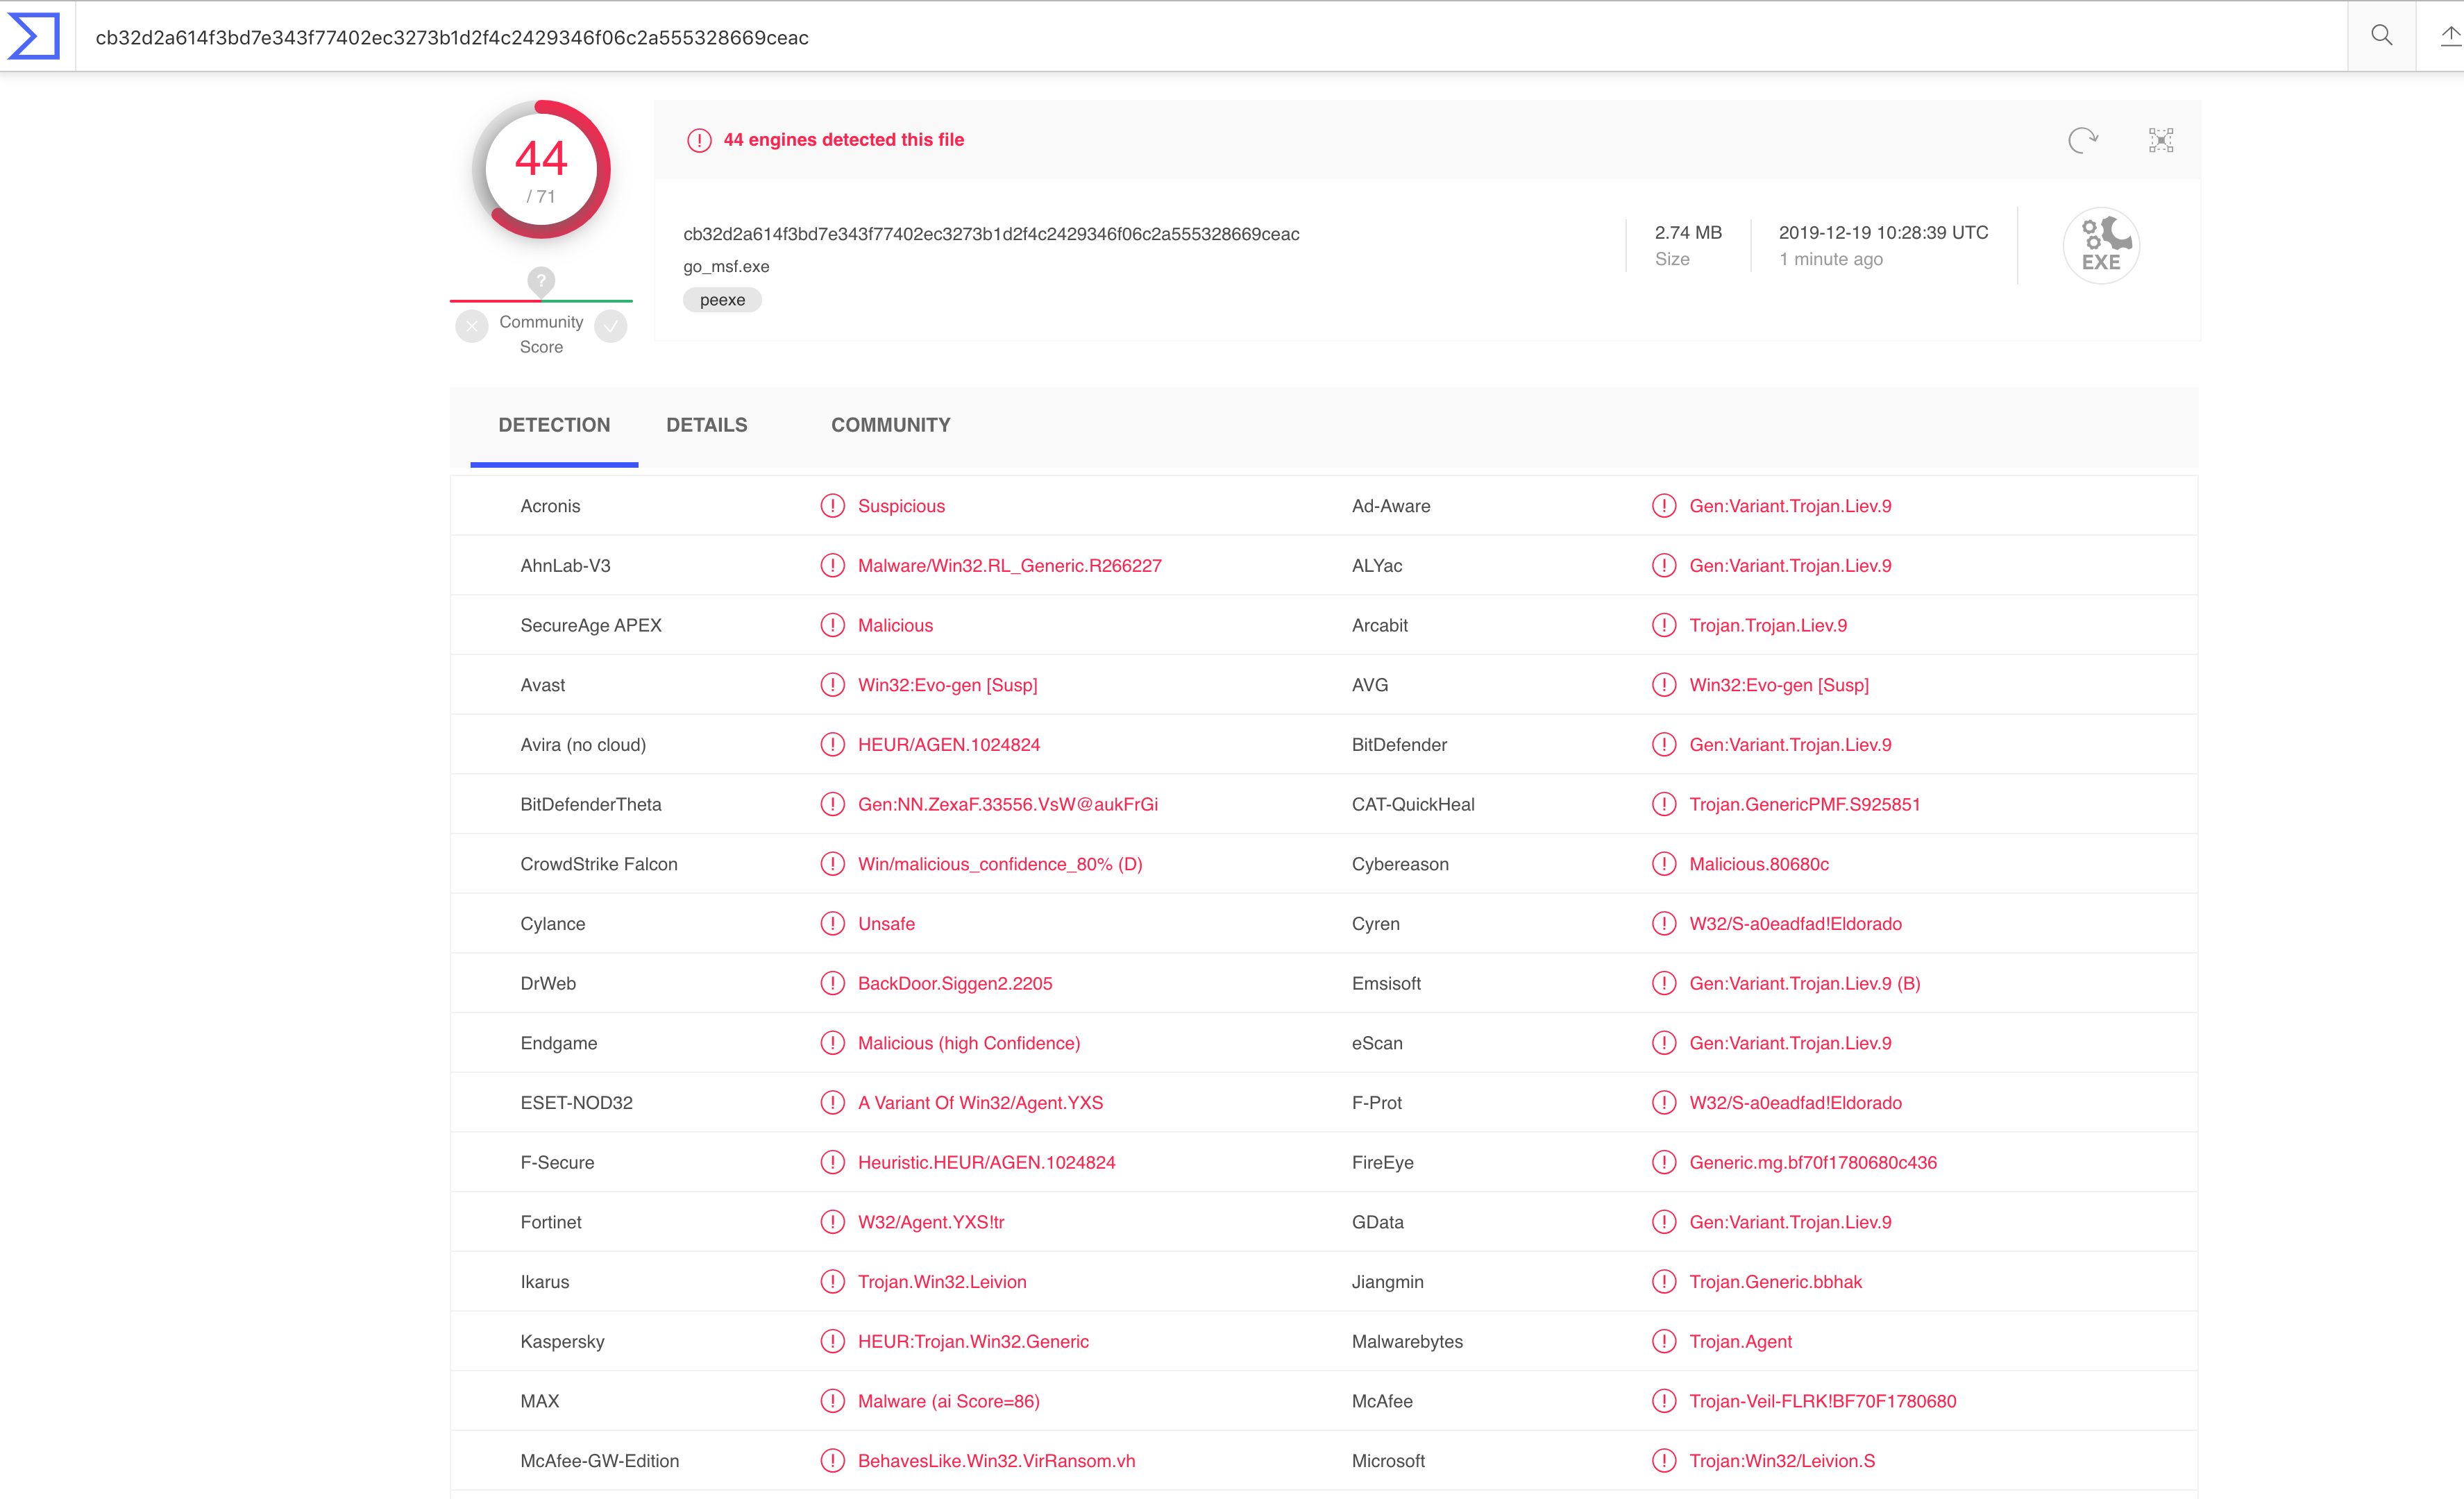 cb32d2a614f3bd7e343f77402ec3273b1d2f4c2429346f06c2a555328669ceac
44
/ 71
44 engines detected this file
?
Community
Score
cb32d2a614f3bd7e343f77402ec3273b1d2f4c2429346f06c2a555328669ceac
go_msf.exe
peexe
2.74 MB
Size
2019-12-19 10:28:39 UTC
1 minute ago
EXE
DETECTION DETAILS COMMUNITY
Acronis Suspicious Ad-Aware Gen:Variant.Trojan.Liev.9
AhnLab-V3 Malware/Win32.RL_Generic.R266227 ALYac Gen:Variant.Trojan.Liev.9
SecureAge APEX Malicious Arcabit Trojan.Trojan.Liev.9
Avast Win32:Evo-gen [Susp] AVG Win32:Evo-gen [Susp]
Avira (no cloud) HEUR/AGEN.1024824 BitDefender Gen:Variant.Trojan.Liev.9
BitDefenderTheta Gen:NN.ZexaF.33556.VsW@aukFrGi CAT-QuickHeal Trojan.GenericPMF.S925851
CrowdStrike Falcon Win/malicious_confidence_80% (D) Cybereason Malicious.80680c
Cylance Unsafe Cyren W32/S-a0eadfad!Eldorado
DrWeb BackDoor.Siggen2.2205 Emsisoft Gen:Variant.Trojan.Liev.9 (B)
Endgame Malicious (high Confidence) eScan Gen:Variant.Trojan.Liev.9
ESET-NOD32 A Variant Of Win32/Agent.YXS F-Prot W32/S-a0eadfad!Eldorado
F-Secure Heuristic.HEUR/AGEN.1024824 FireEye Generic.mg.bf70f1780680c436
Fortinet W32/Agent.YXS!tr GData Gen:Variant.Trojan.Liev.9
Ikarus Trojan.Win32.Leivion Jiangmin Trojan.Generic.bbhak
Kaspersky HEUR:Trojan.Win32.Generic Malwarebytes Trojan.Agent
MAX Malware (ai Score=86) McAfee Trojan-Veil-FLRK!BF70F1780680
McAfee-GW-Edition BehavesLike.Win32.VirRansom.vh Microsoft Trojan:Win32/Leivion.S